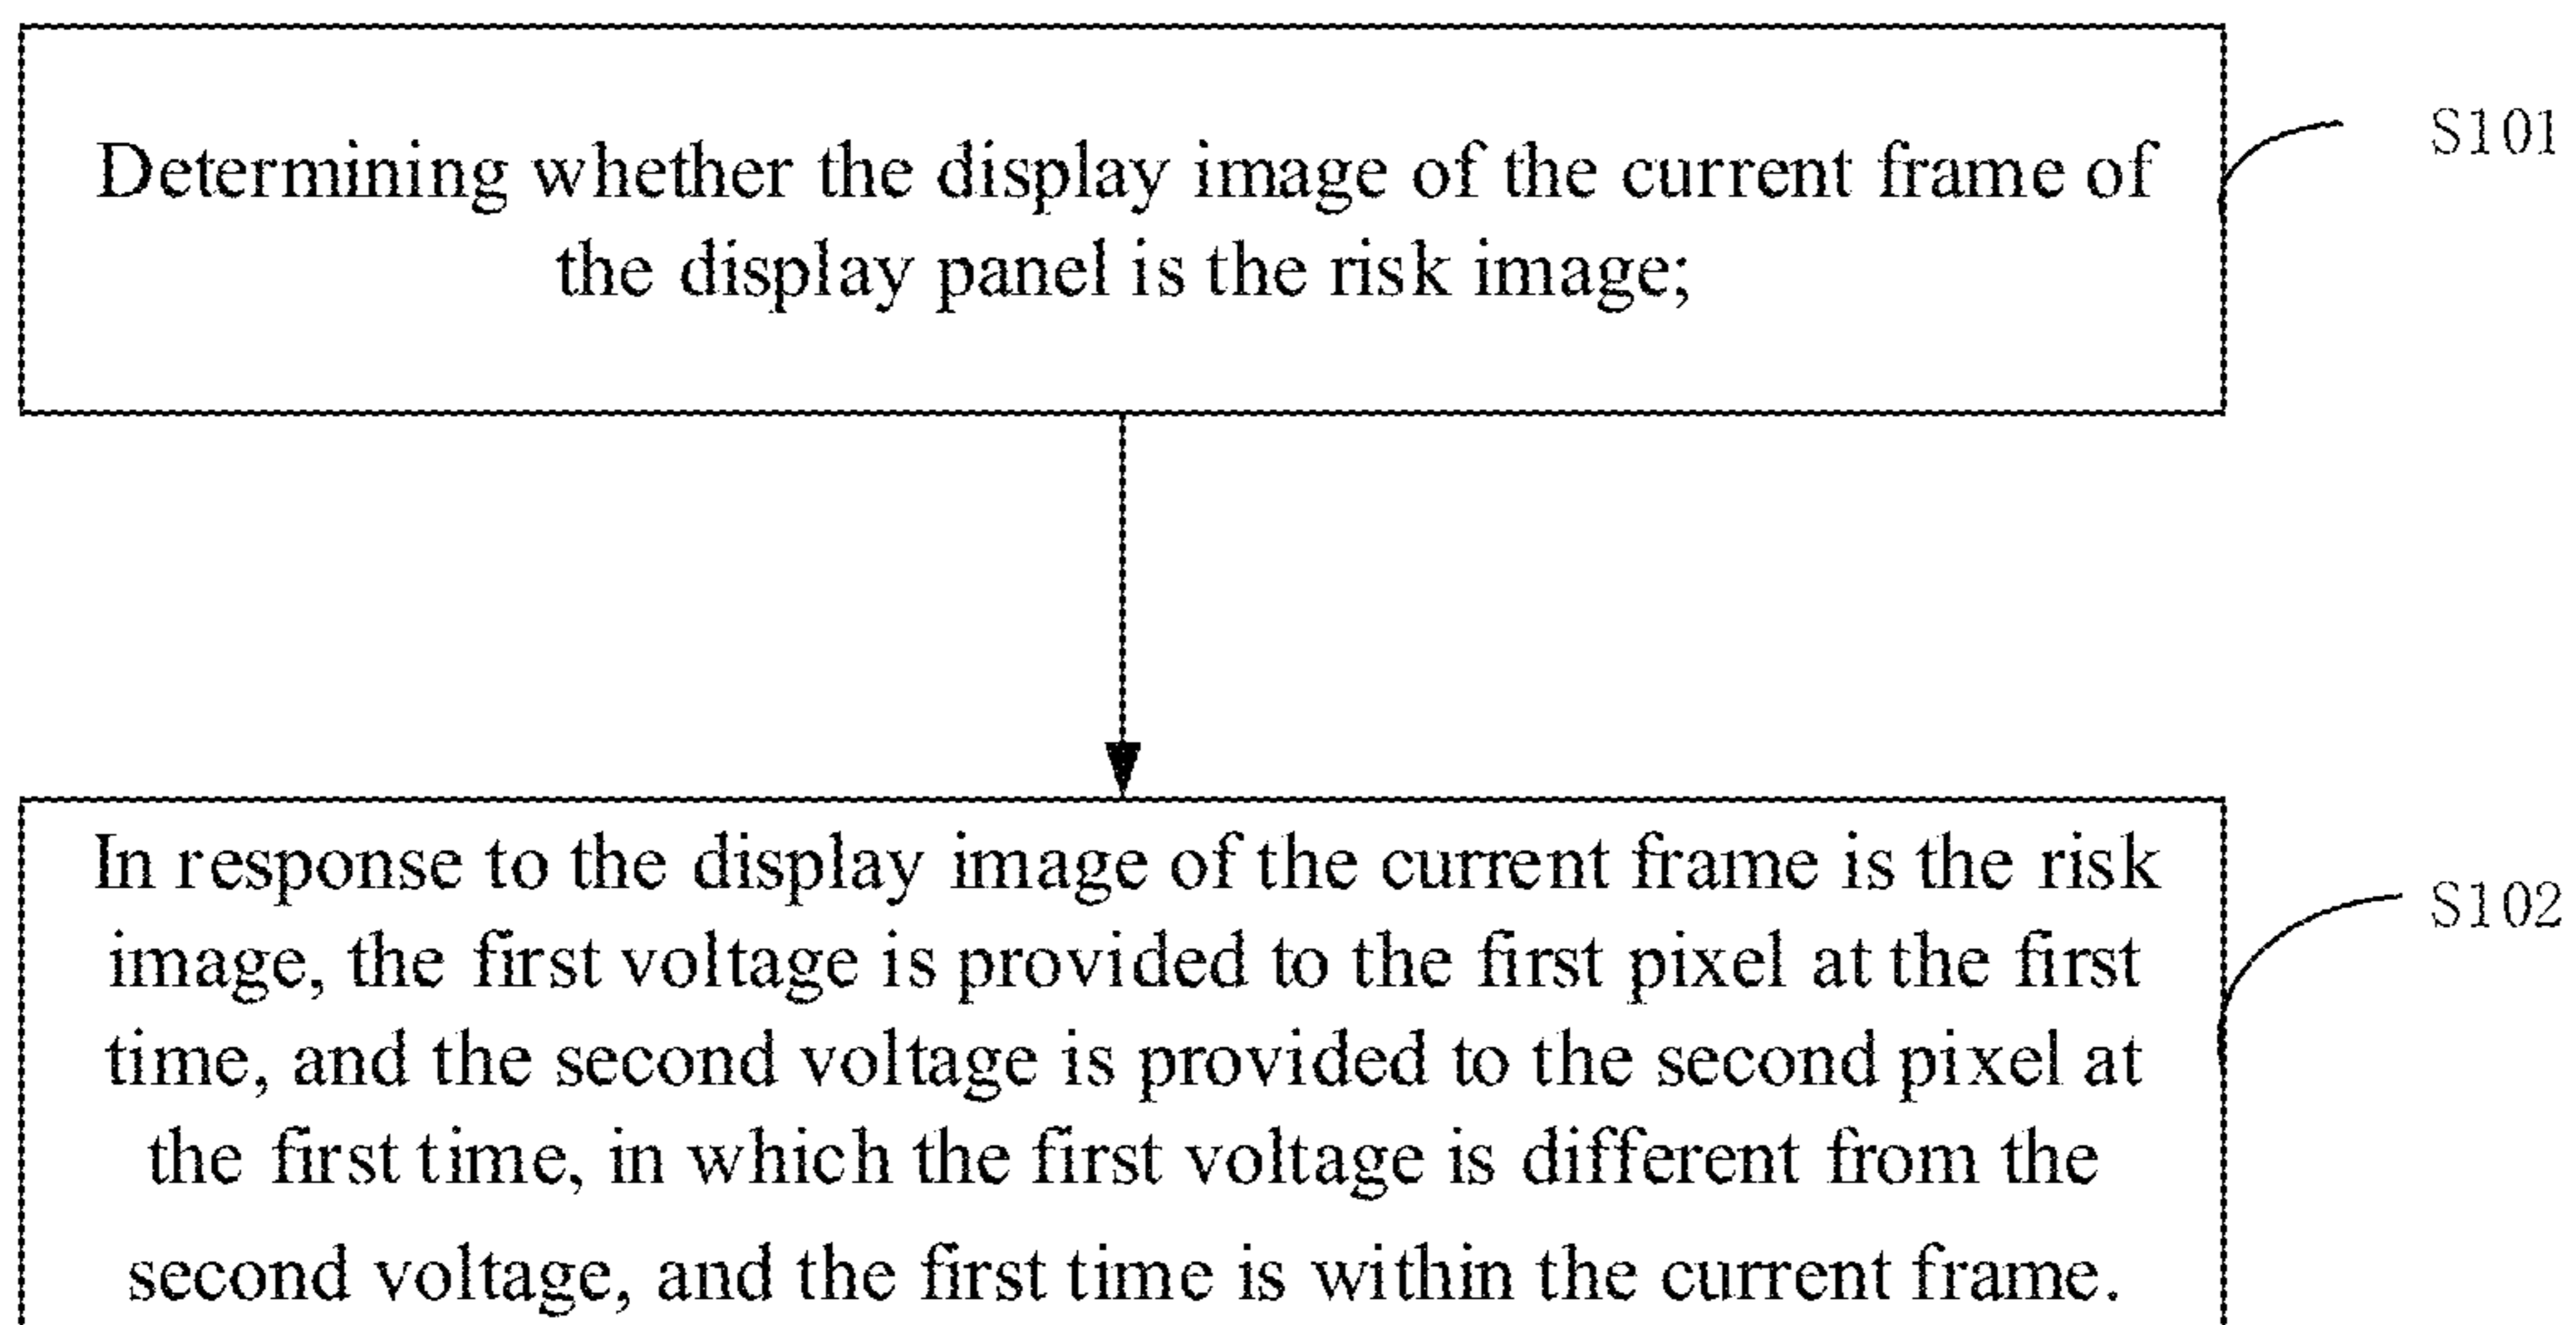 Determining whether the display image of the current frame of
the display panel is the risk image;
S101
In response to the display image of the current frame is the risk
image, the first voltage is provided to the first pixel at the first
time, and the second voltage is provided to the second pixel at
the first time, in which the first voltage is different from the
second voltage, and the first time is within the current frame.
S102